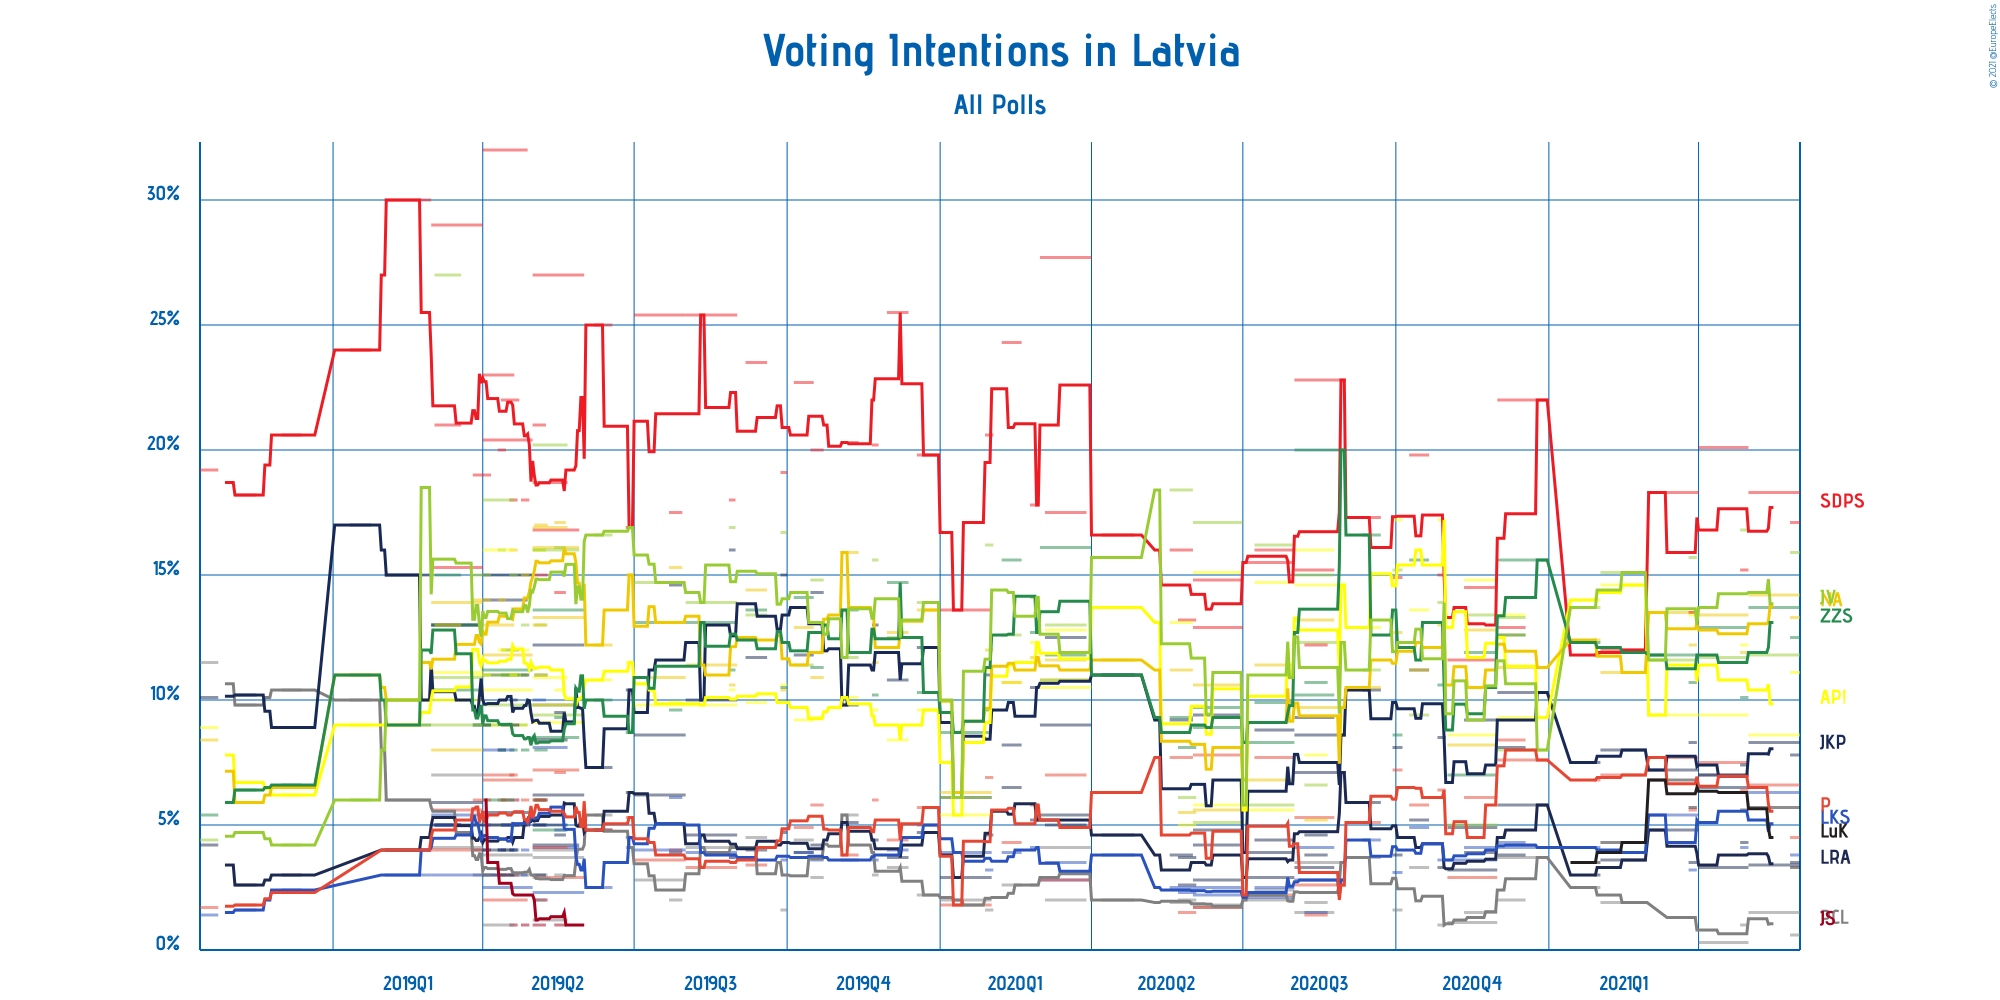 © 2021 @EuropeElects
Voting Intentions in Latvia
All Polls
30%
25%
20%
15%
10%
5%
0%
SDPS
NA
ZZS
API
JKP
P
LKS
LuK
LRA
JS
2019Q1
2019Q2
2019Q3
2019Q4
2020Q1
2020Q2
2020Q3
2020Q4
2021Q1